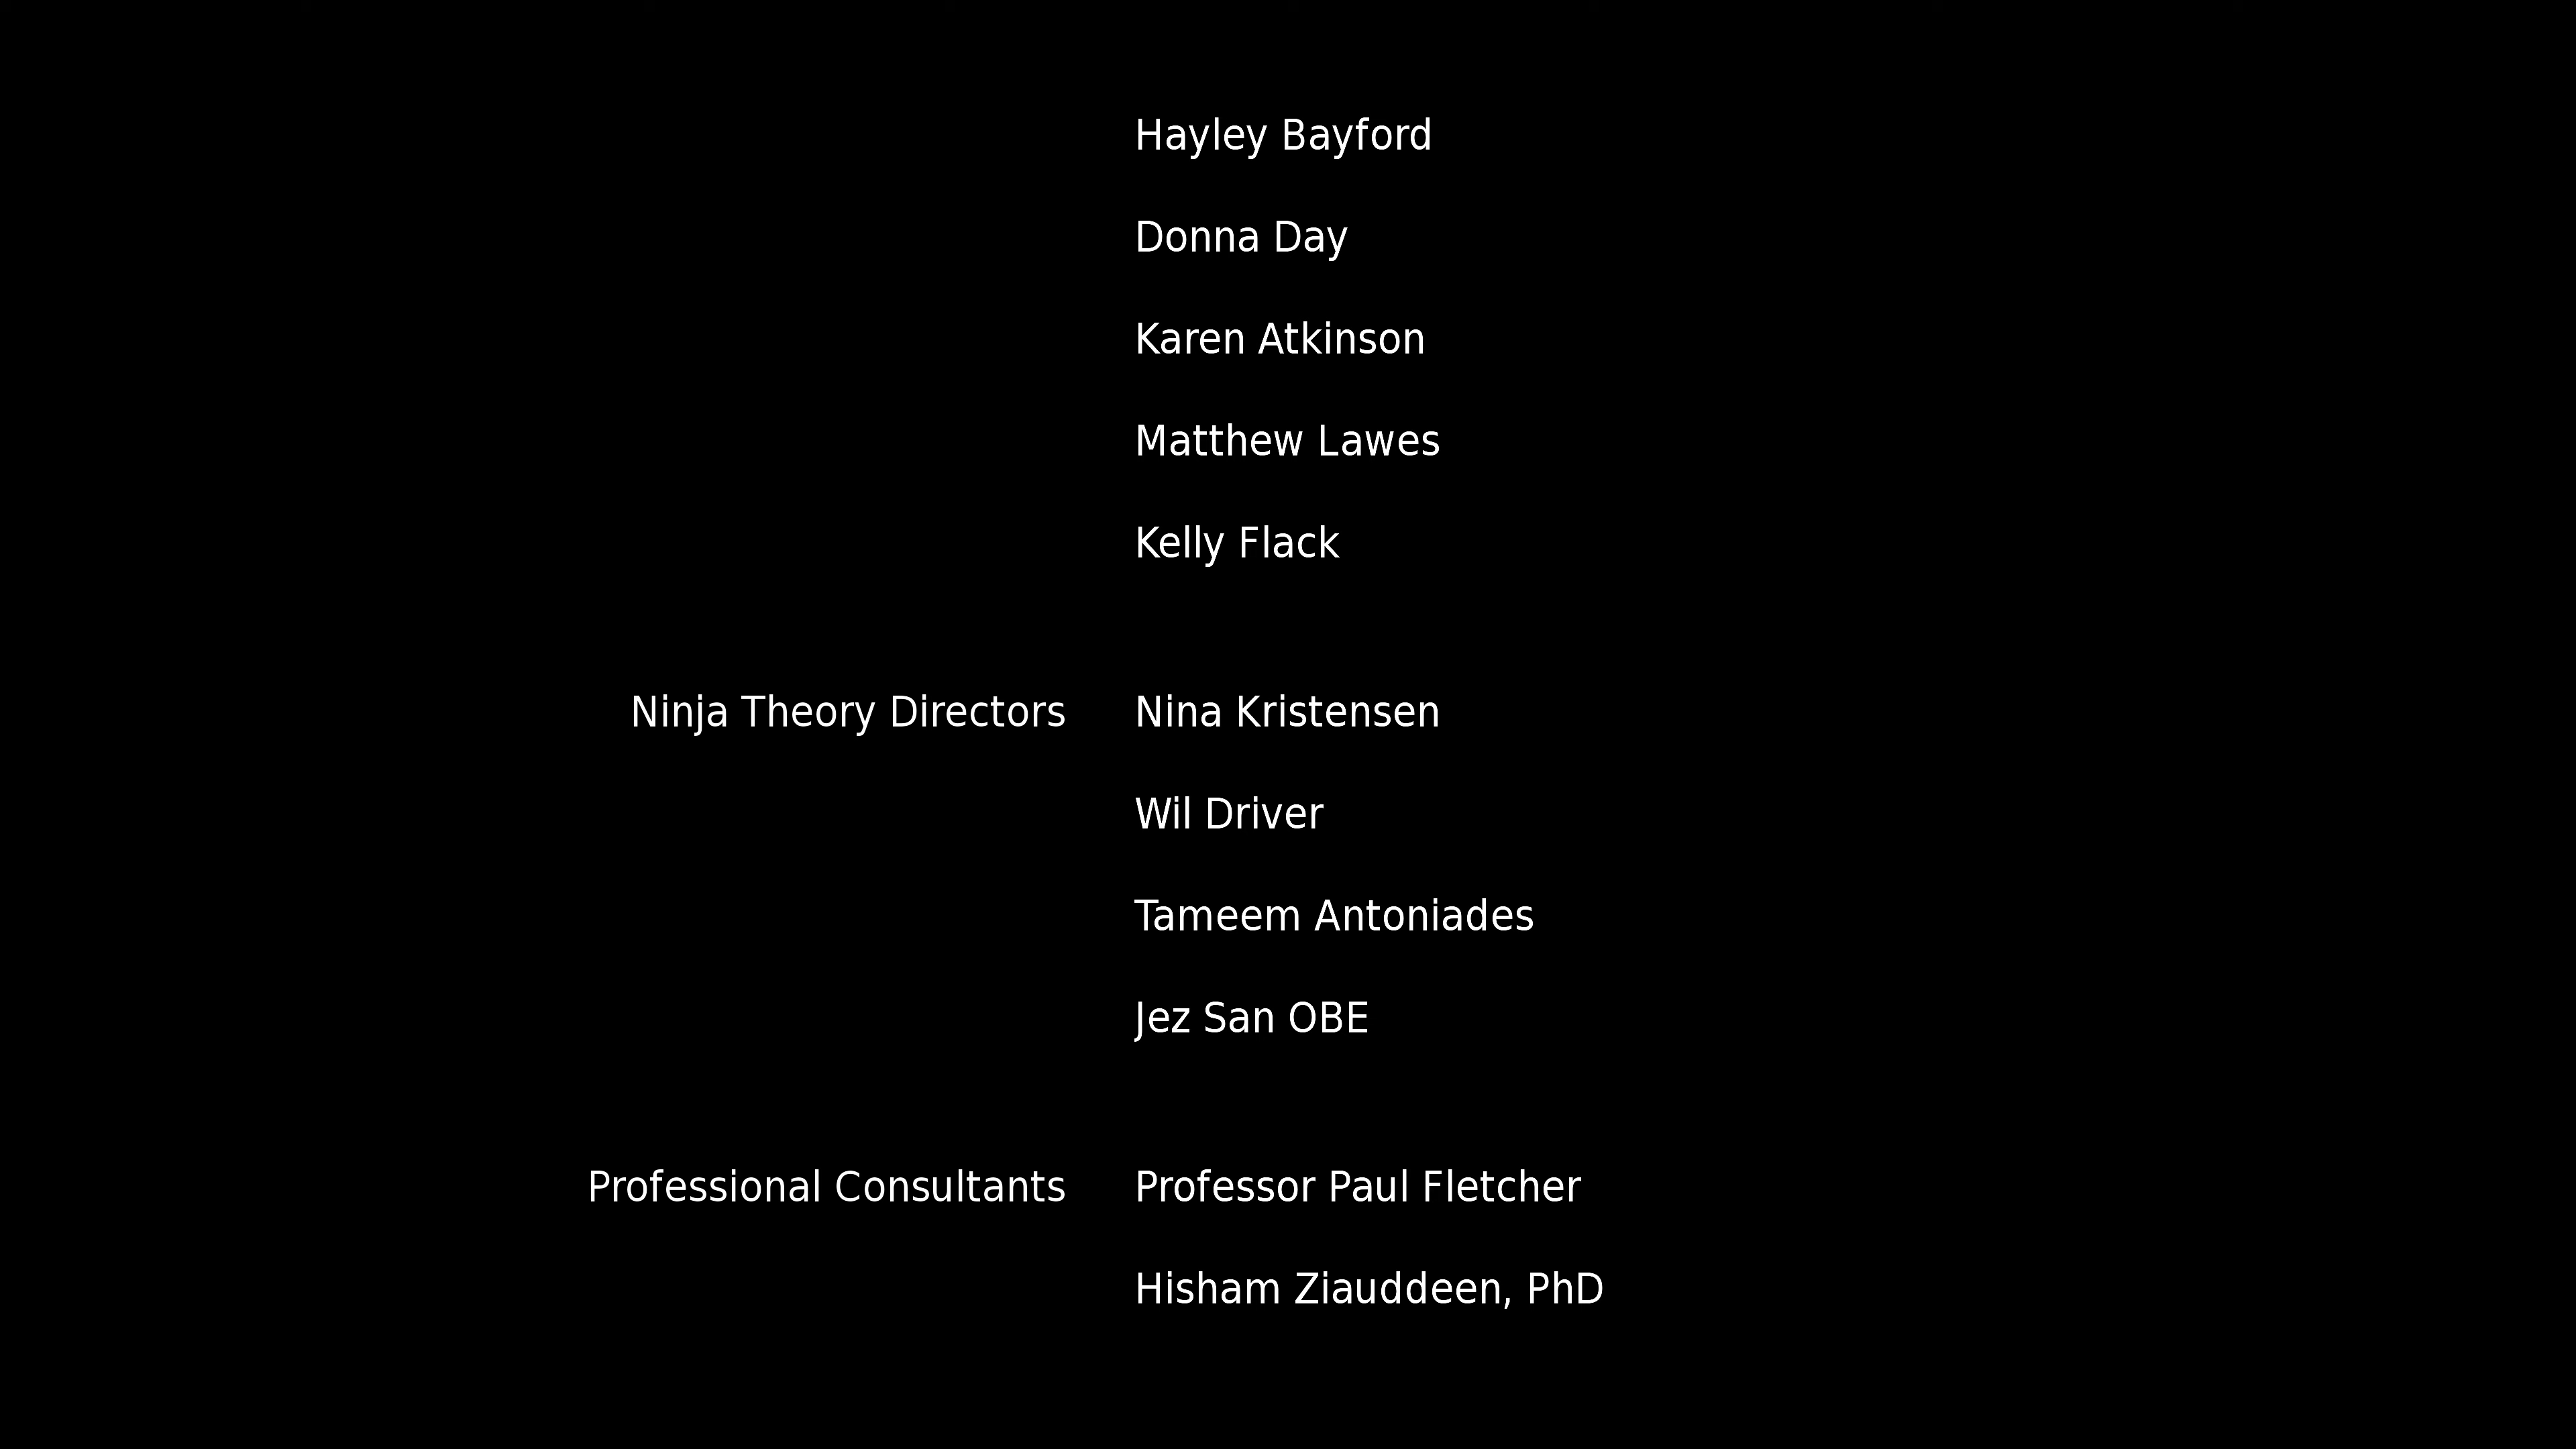 Hayley Bayford
Donna Day
Karen Atkinson
Matthew Lawes
Kelly Flack
Ninja Theory Directors Nina Kristensen
Wil Driver
Tameem Antoniades
Jez San OBE
Professional Consultants Professor Paul Fletcher
Hisham Ziauddeen, PhD